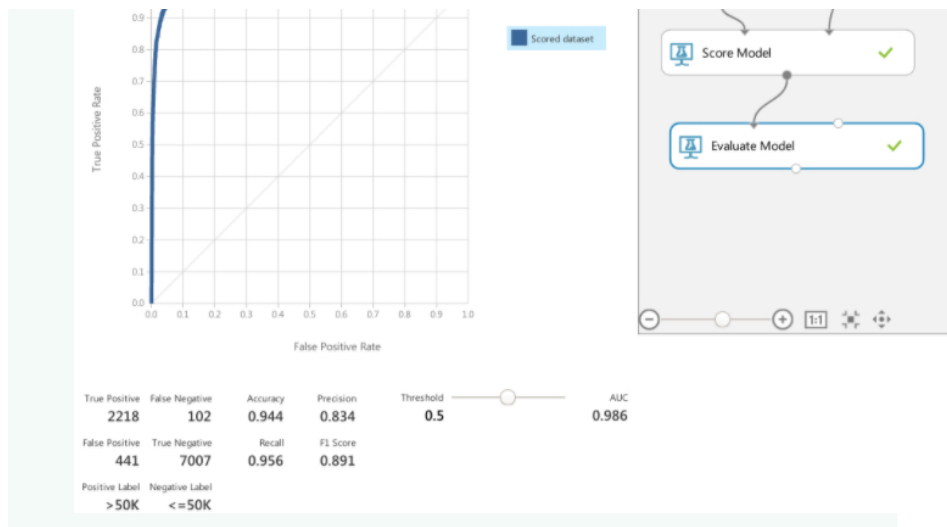 0.9
0.8
0.7
0.6
0.5
0.4
0.3
0.2
0.1
0.0
True Positive Rate
0.0 0.1 0.2 0.3 0.4 0.5 0.6 0.7 0.8 0.9 1.0
False Positive Rate
Scored dataset
Score Model
Evaluate Model
1:1
True Positive False Negative Accuracy Precision Threshold AUC
2218 102 0.944 0.834 0.5 0.986
False Positive True Negative Recall F1 Score
441 7007 0.956 0.891
Positive Label Negative Label
>50K <=50K